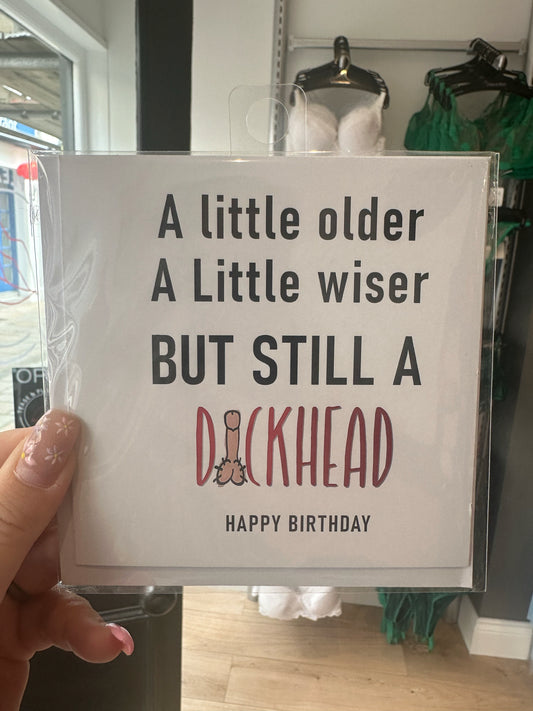 A little older
A Little wiser
BUT STILL A
DICKHEAD
HAPPY BIRTHDAY